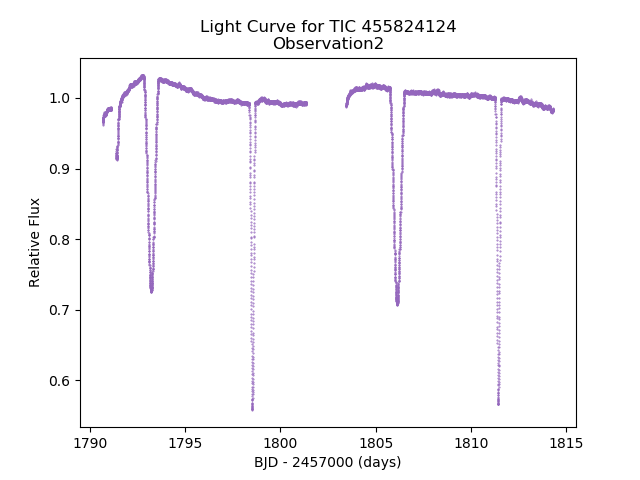 Light Curve for TIC 455824124
Observation2
Relative Flux
1.0
0.9
0.8
0.7
0.6
1790 1795 1800 1805 1810 1815
BJD - 2457000 (days)